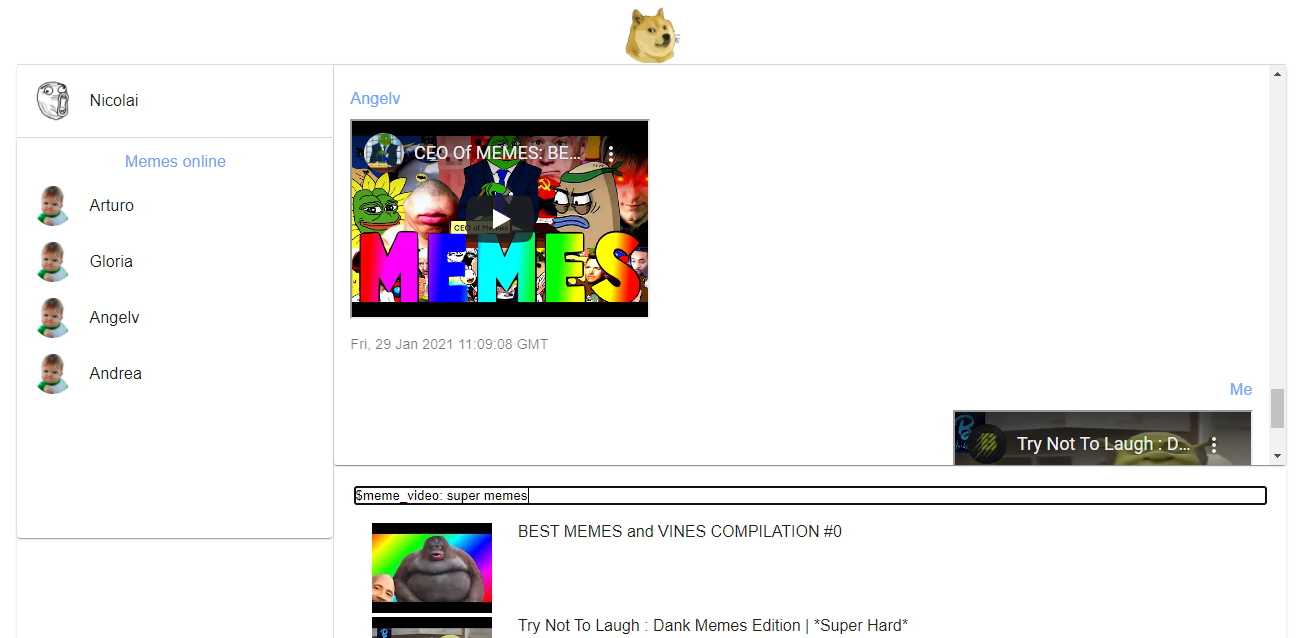 Nicolai
Memes online
Arturo
Gloria
Angelv
Andrea
Angelv
CEO Of MEMES: BE...
CEO of Memes
MEMES
Fri, 29 Jan 2021 11:09:08 GMT
Me
Try Not To Laugh : D...
$meme_video: super memes
BEST MEMES and VINES COMPILATION #0
Try Not To Laugh : Dank Memes Edition | *Super Hard*